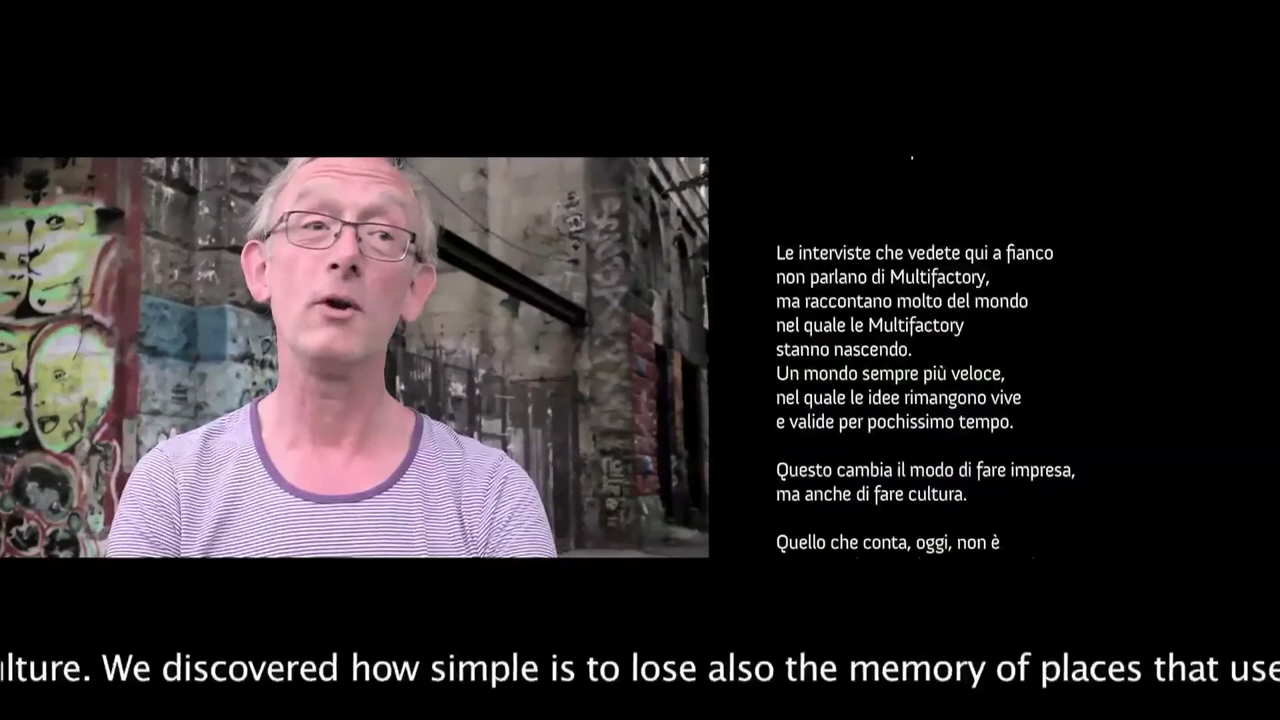 Le interviste che vedete qui a fianco
non parlano di Multifactory,
ma raccontano molto del mondo
nel quale le Multifactory
stanno nascendo.
Un mondo sempre più veloce,
nel quale le idee rimangono vive
e valide per pochissimo tempo.
Questo cambia il modo di fare impresa,
ma anche di fare cultura.
Quello che conta, oggi, non è
We discovered how simple is to lose also the memory of places that